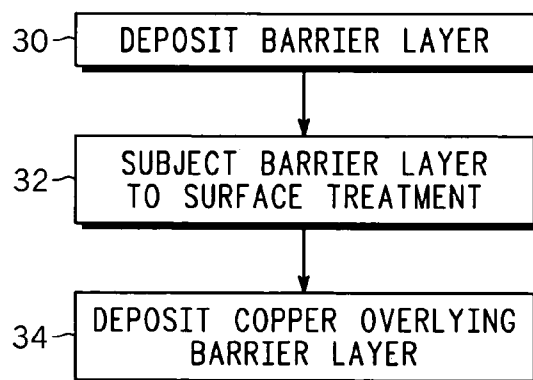 30 DEPOSIT BARRIER LAYER
32 SUBJECT BARRIER LAYER
TO SURFACE TREATMENT
34 DEPOSIT COPPER OVERLYING
BARRIER LAYER